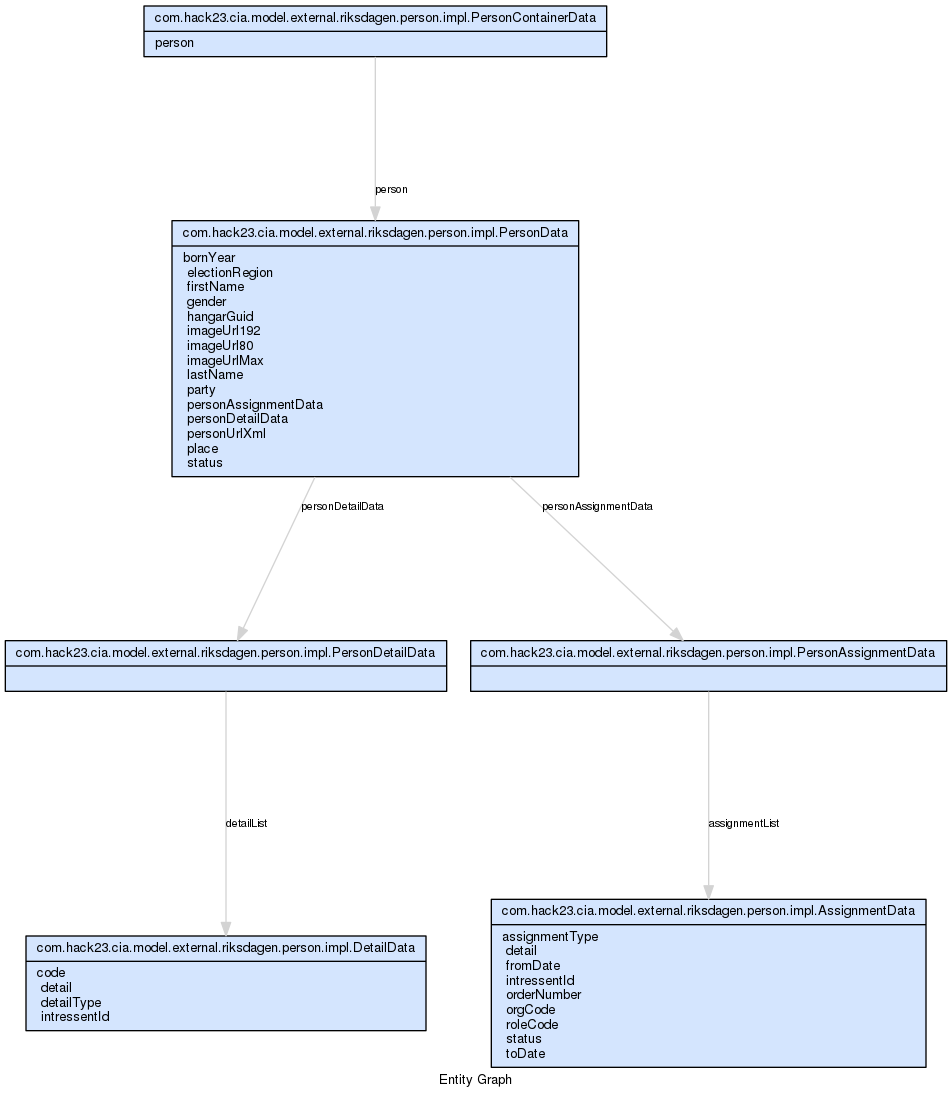 com.hack23.cia.model.external.riksdagen.person.impl.PersonContainerData
person
person
com.hack23.cia.model.external.riksdagen.person.impl.PersonData
bornYear
electionRegion
firstName
gender
hangarGuid
imageUrl192
imageUrl80
imageUrlMax
lastName
party
personAssignmentData
personDetailData
personUrlXml
place
status
personDetailData
personAssignmentData
com.hack23.cia.model.external.riksdagen.person.impl.PersonDetailData
com.hack23.cia.model.external.riksdagen.person.impl.PersonAssignmentData
detailList
assignmentList
com.hack23.cia.model.external.riksdagen.person.impl.DetailData
code
detail
detailType
intressentId
com.hack23.cia.model.external.riksdagen.person.impl.AssignmentData
assignmentType
detail
fromDate
intressentId
orderNumber
orgCode
roleCode
status
toDate
Entity Graph